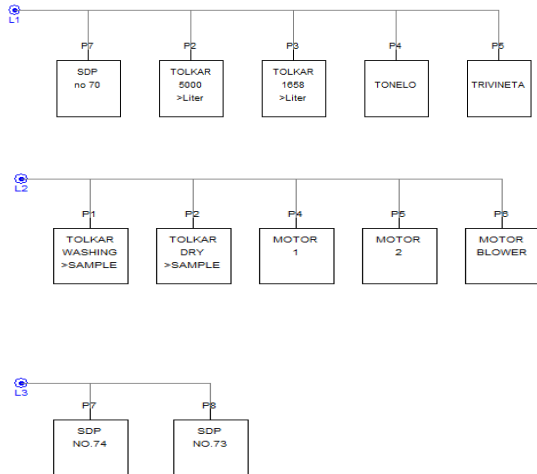 L1
P7 P2 P3 P4 P5
SDP
no 70
TOLKAR
5000
>Liter
TOLKAR
1658
>Liter
TONELO
TRIVINETA
L2
P1 P2 P4 P5 P6
TOLKAR
WASHING
>SAMPLE
TOLKAR
DRY
>SAMPLE
MOTOR
1
MOTOR
2
MOTOR
BLOWER
L3
P7 P8
SDP
NO.74
SDP
NO.73